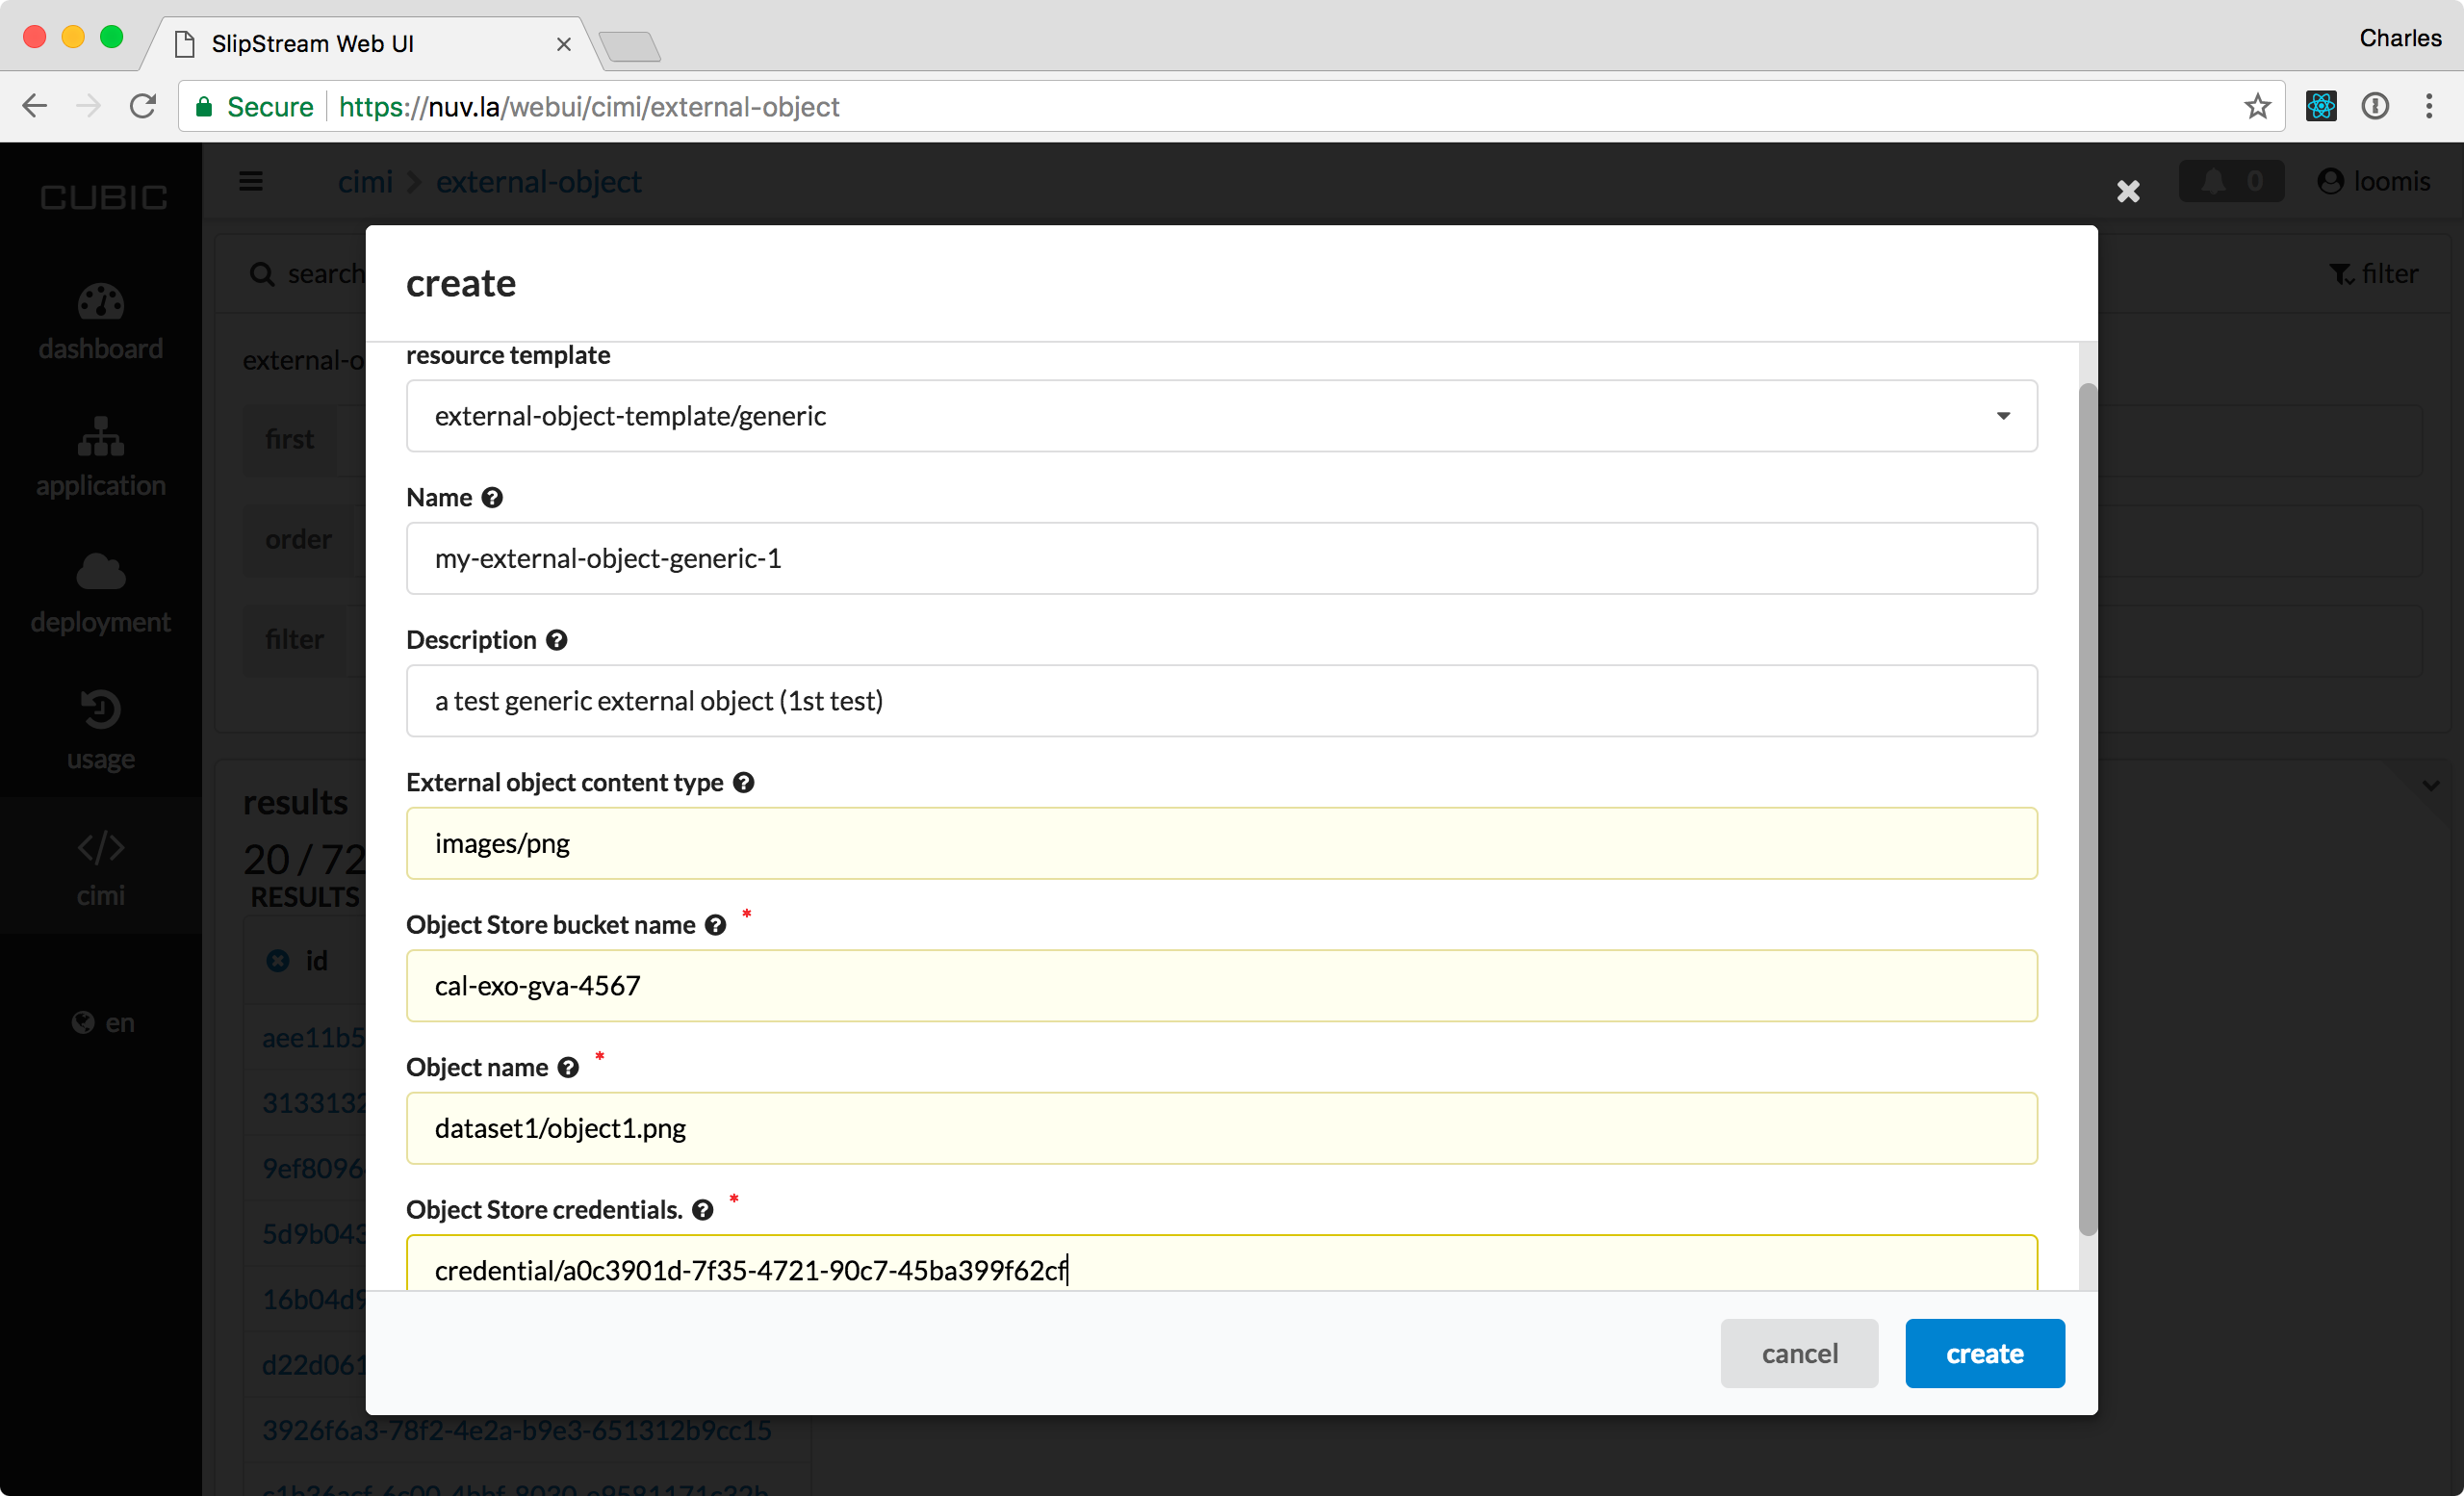 SlipStream Web UI
Charles
Secure https://nuv.la/webui/cimi/external-object
CUBIC
cimi external-object
0 loomis
dashboard
application
deployment
usage
cimi
en
search
filter
external-o
first
order
filter
results
20 / 72
RESULTS
id
aee11b5
3133132
9ef8096
5d9b043
16b04d9
d22d061
3926f6a3-78f2-4e2a-b9e3-651312b9cc15
create
resource template
external-object-template/generic
Name
my-external-object-generic-1
Description
a test generic external object (1st test)
External object content type
images/png
Object Store bucket name *
cal-exo-gva-4567
Object name *
dataset1/object1.png
Object Store credentials. *
credential/a0c3901d-7f35-4721-90c7-45ba399f62cf
cancel create